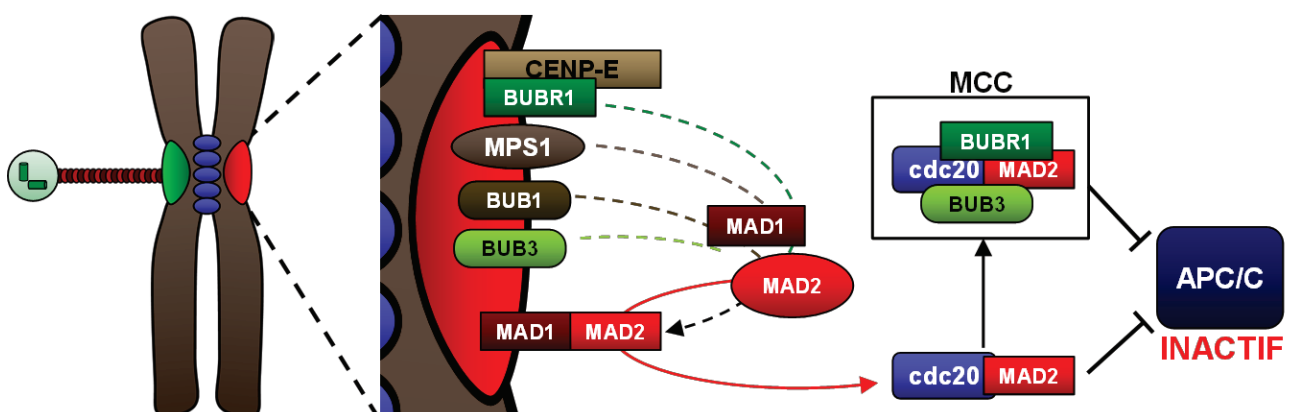 CENP-E
BUBR1
MPS1
BUB1
BUB3
MAD1
MAD2
MAD1 MAD2
MCC
BUBR1
cdc20 MAD2
BUB3
cdc20 MAD2
APC/C
INACTIF